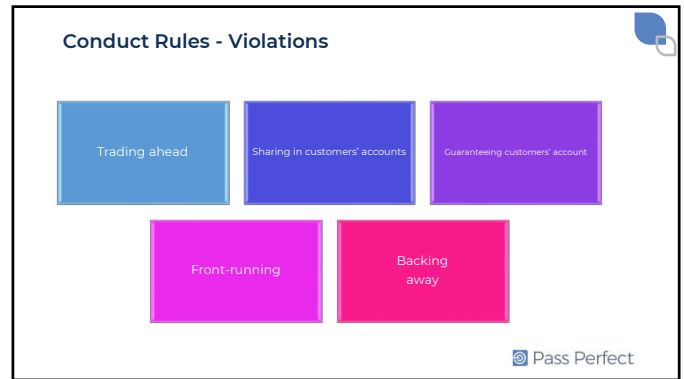 Conduct Rules - Violations
Trading ahead
Sharing in customers' accounts
Guaranteeing customers' account
Front-running
Backing
away
Pass Perfect